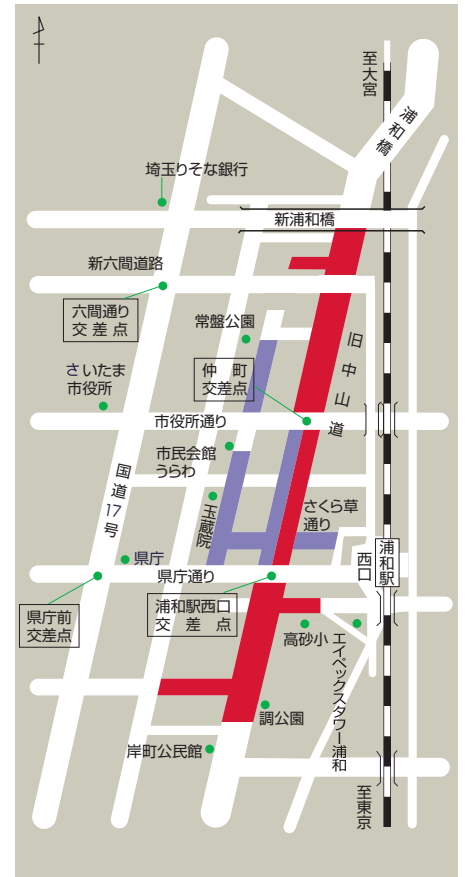 至大宮
浦和橋
埼玉りそな銀行
新浦和橋
新六間道路
六間通り
交差点
常盤公園
旧中山道
さいたま
市役所
仲町
交差点
市役所通り
市民会館
うらわ
国道17号
玉蔵院
さくら草
通り
県庁
県庁通り
西口
浦和駅
県庁前
交差点
浦和駅西口
交差点
高砂小
エイペックスタワー浦和
調公園
岸町公民館
至東京